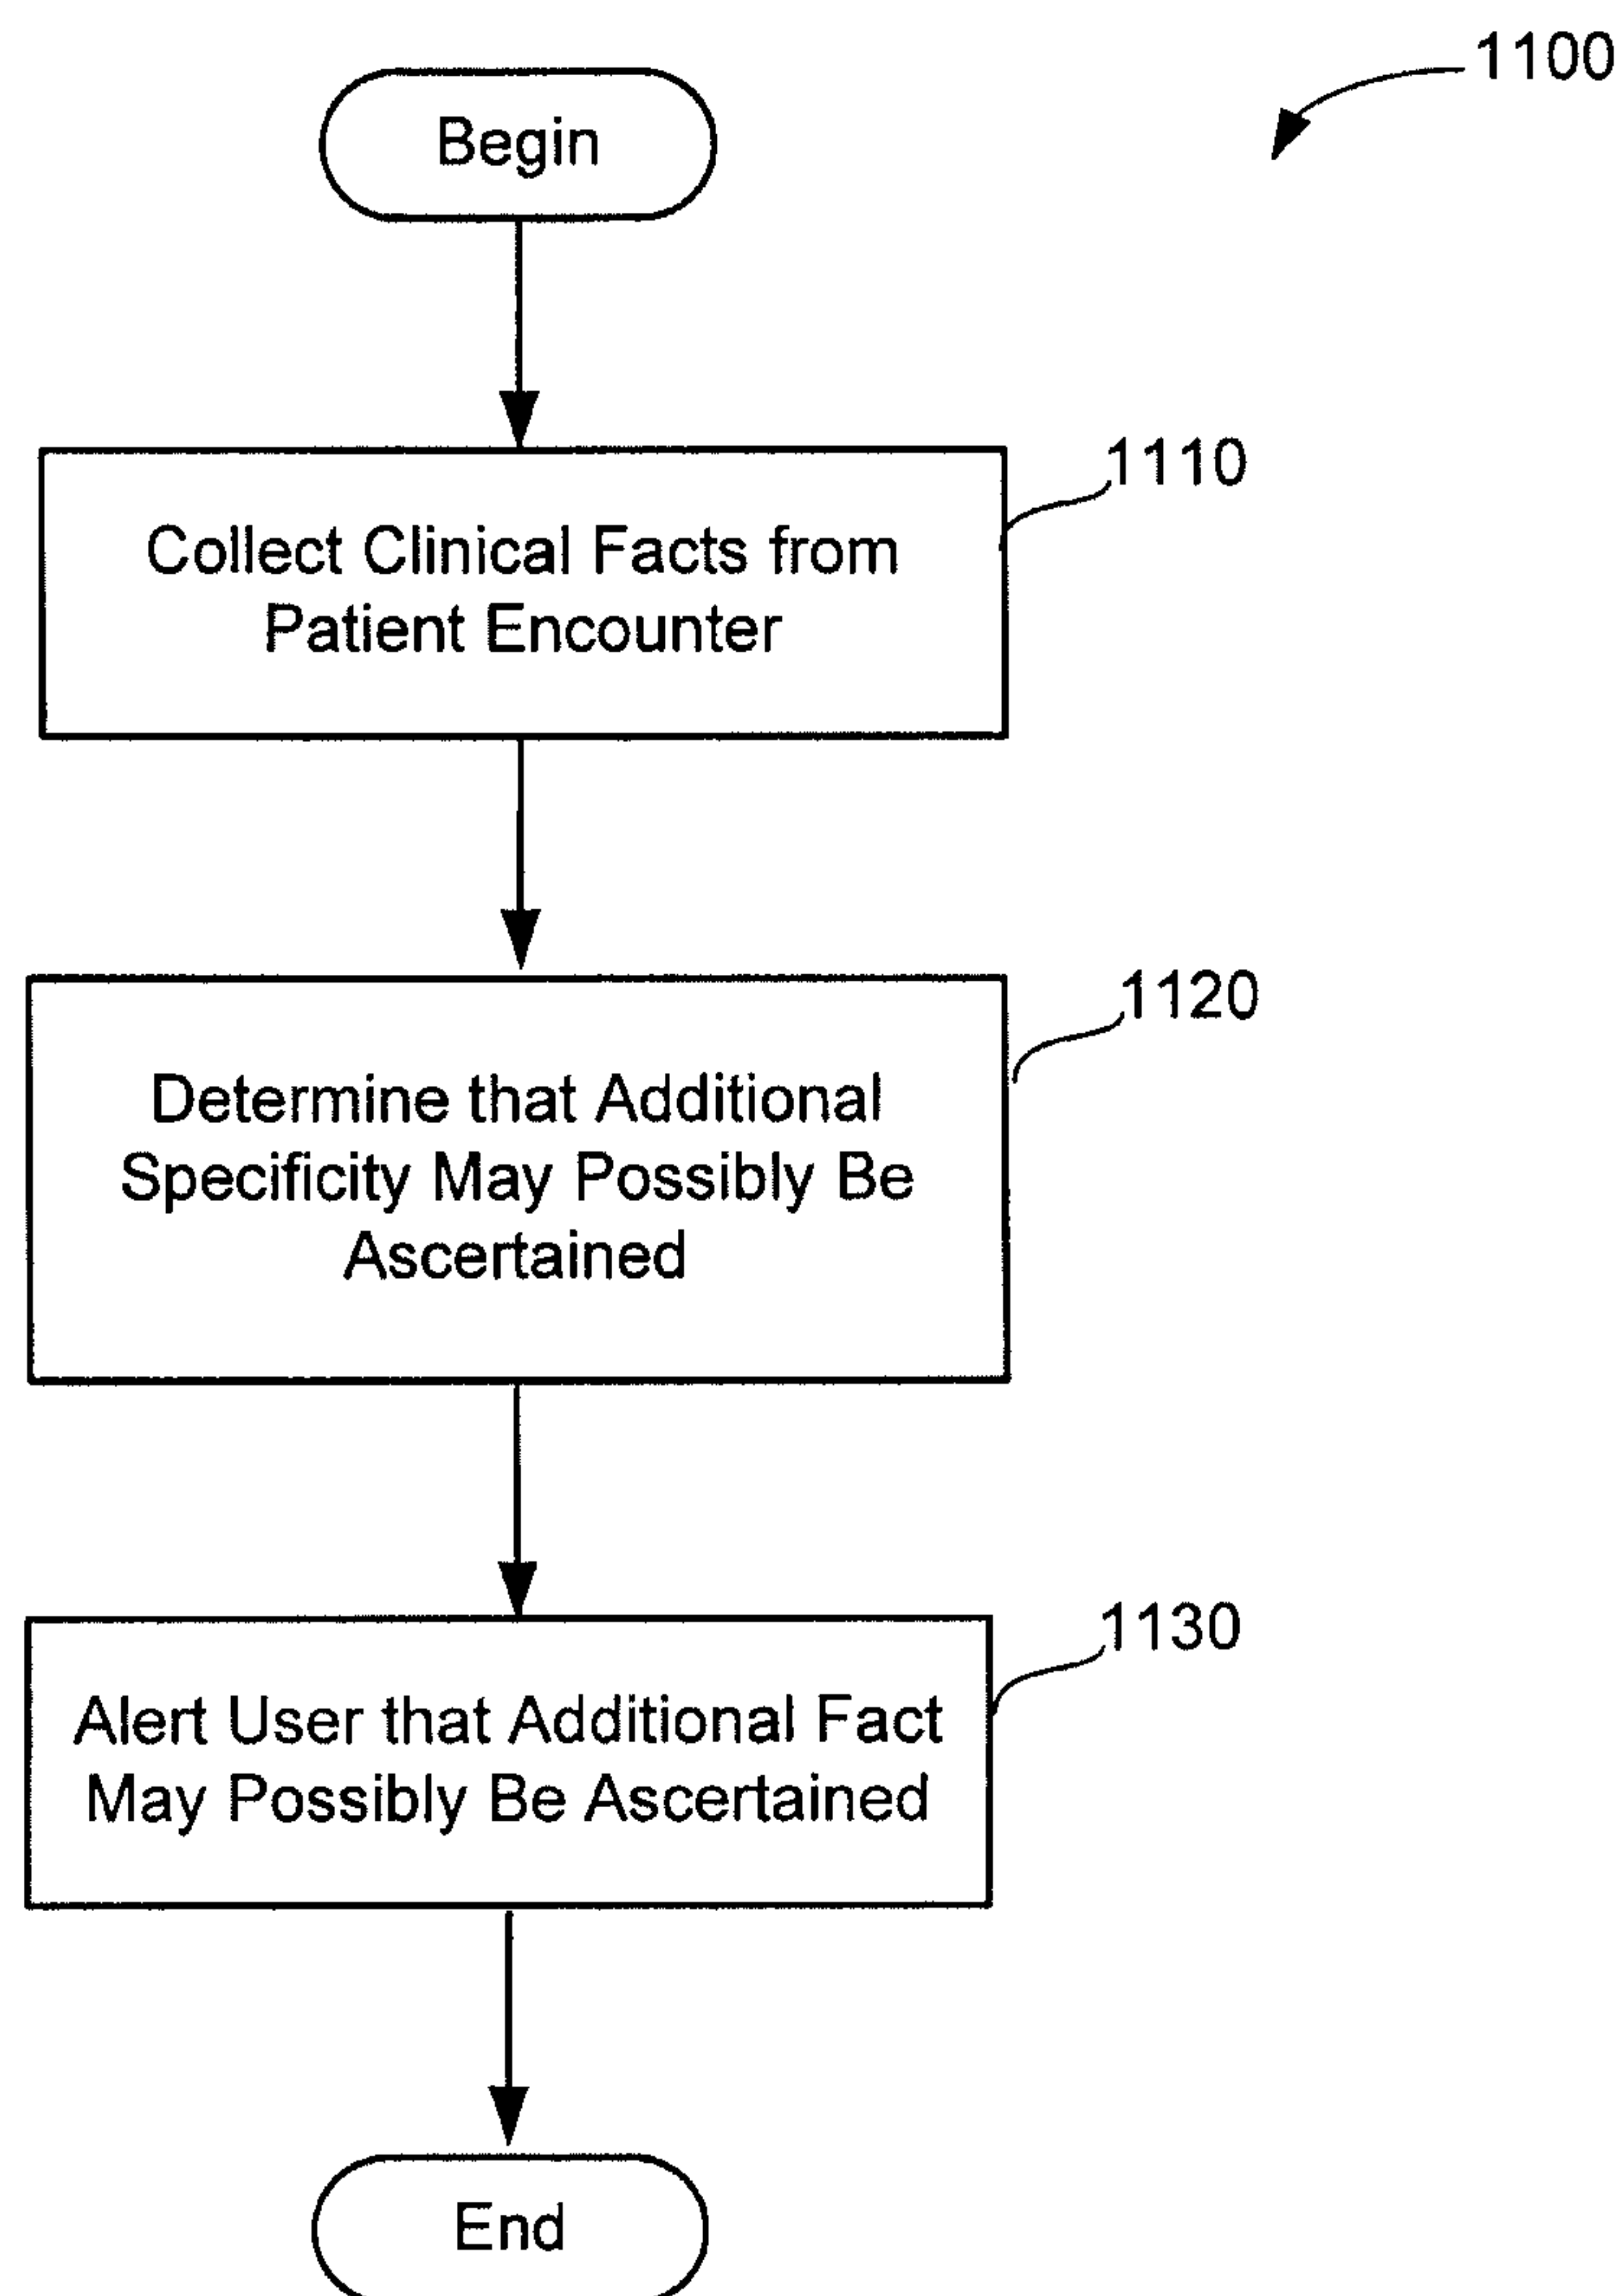 1100
Begin
1110
Collect Clinical Facts from
Patient Encounter
1120
Determine that Additional
Specificity May Possibly Be
Ascertained
1130
Alert User that Additional Fact
May Possibly Be Ascertained
End